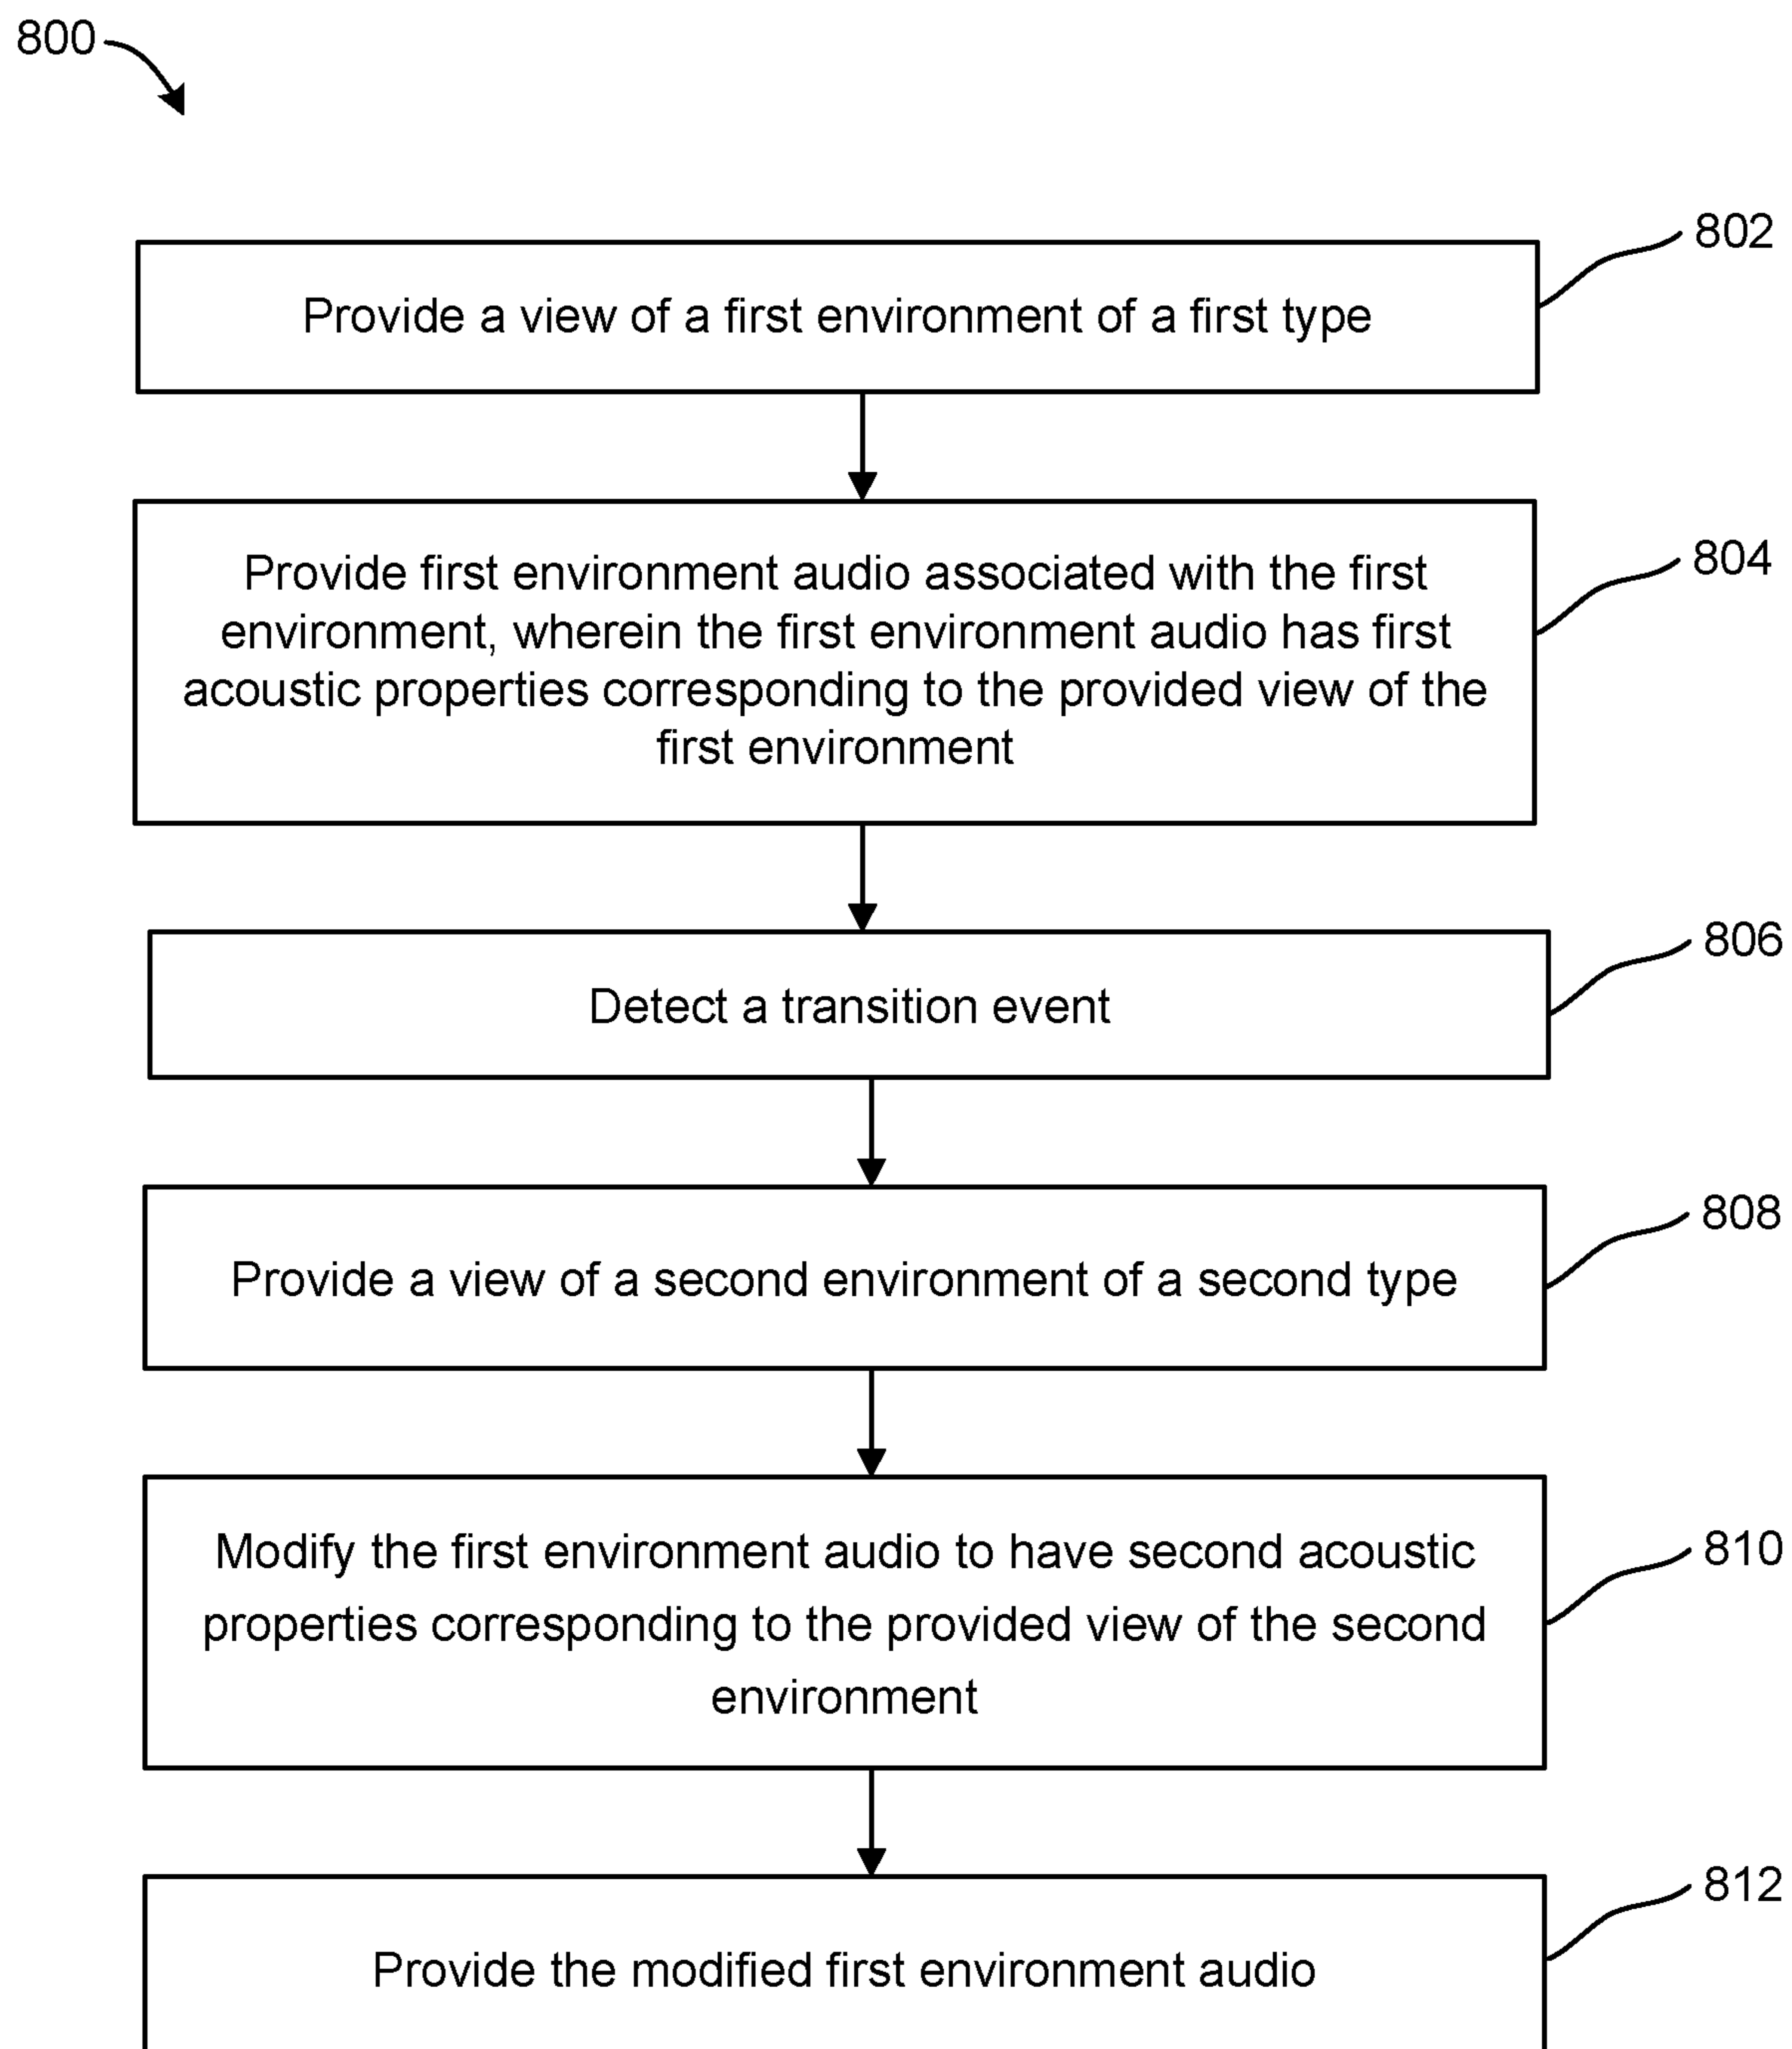 800
802
Provide a view of a first environment of a first type
804
Provide first environment audio associated with the first
environment, wherein the first environment audio has first
acoustic properties corresponding to the provided view of the
first environment
806
Detect a transition event
808
Provide a view of a second environment of a second type
810
Modify the first environment audio to have second acoustic
properties corresponding to the provided view of the second
environment
812
Provide the modified first environment audio